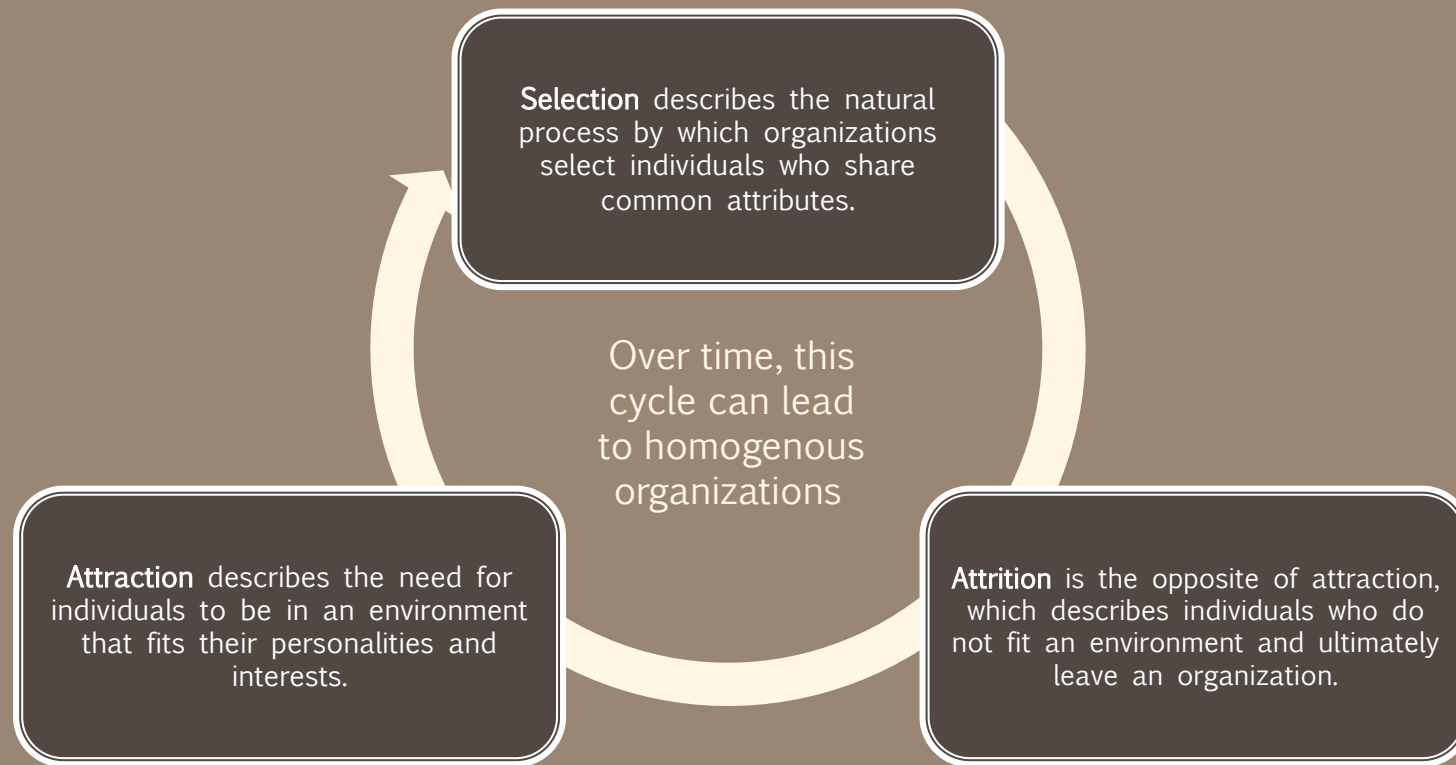 Selection describes the natural
process by which organizations
select individuals who share
common attributes.
Over time, this
cycle can lead
to homogenous
organizations
Attraction describes the need for
individuals to be in an environment
that fits their personalities and
interests.
Attrition is the opposite of attraction,
which describes individuals who do
not fit an environment and ultimately
leave an organization.